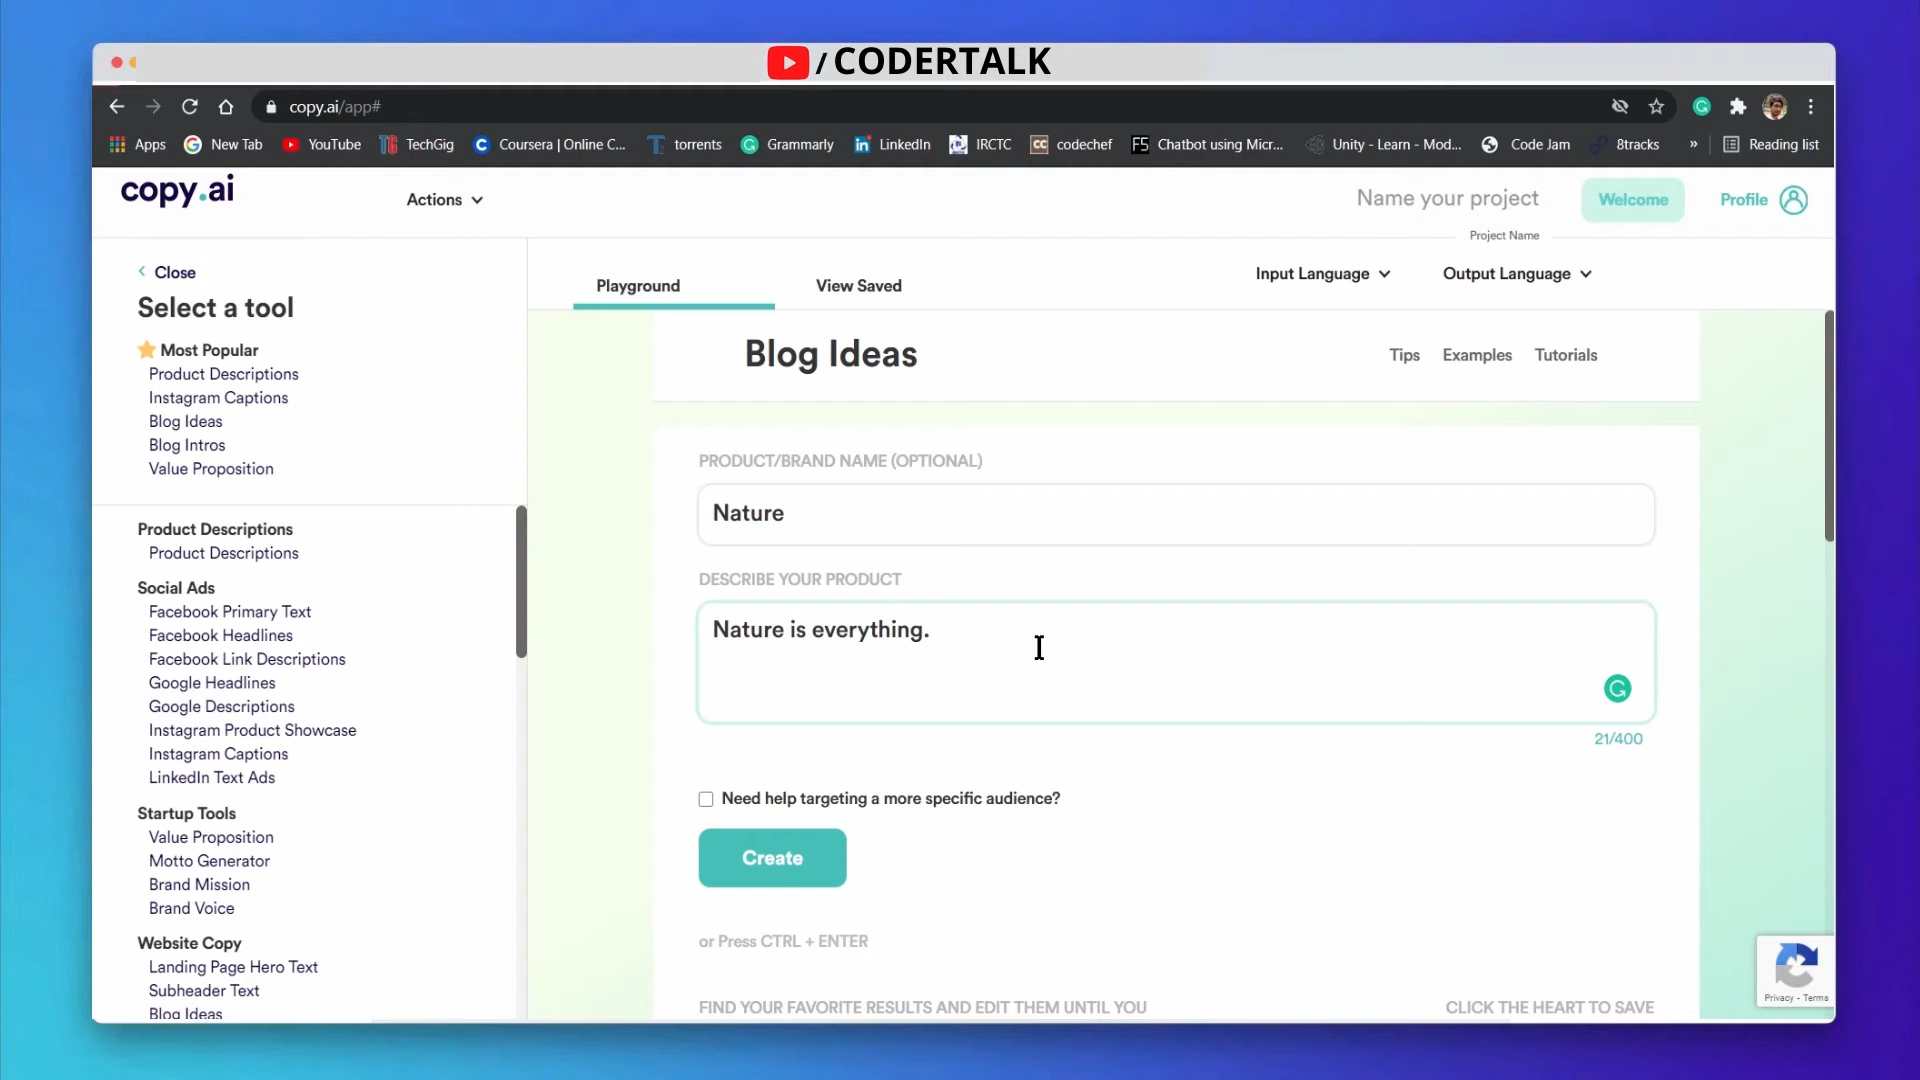 /CODERTALK
copy.ai/app#
Apps New Tab YouTube TechGig Coursera | Online C... torrents Grammarly LinkedIn IRCTC codechef Chatbot using Micr... Unity - Learn - Mod... Code Jam 8tracks » Reading list
copy.ai
Actions
Name your project
Welcome
Profile
Project Name
Close
Select a tool
Most Popular
Product Descriptions
Instagram Captions
Blog Ideas
Blog Intros
Value Proposition
Product Descriptions
Product Descriptions
Social Ads
Facebook Primary Text
Facebook Headlines
Facebook Link Descriptions
Google Headlines
Google Descriptions
Instagram Product Showcase
Instagram Captions
LinkedIn Text Ads
Startup Tools
Value Proposition
Motto Generator
Brand Mission
Brand Voice
Website Copy
Landing Page Hero Text
Subheader Text
Blog Ideas
Playground
View Saved
Input Language
Output Language
Blog Ideas
Tips Examples Tutorials
PRODUCT/BRAND NAME (OPTIONAL)
Nature
DESCRIBE YOUR PRODUCT
Nature is everything.
21/400
Need help targeting a more specific audience?
Create
or Press CTRL + ENTER
FIND YOUR FAVORITE RESULTS AND EDIT THEM UNTIL YOU
CLICK THE HEART TO SAVE
Privacy - Terms